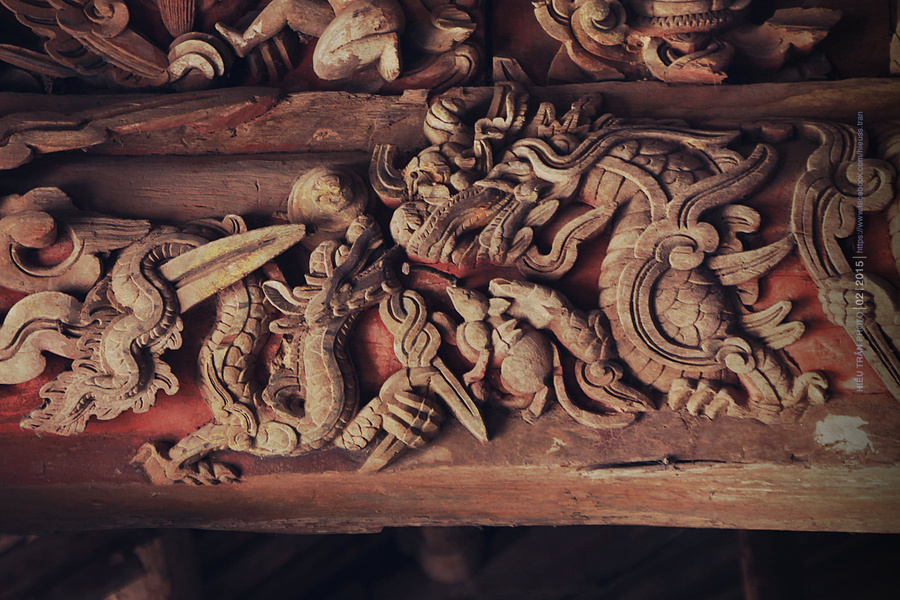 HIẾU TRẦN PHOTO | 02 . 2015 | https://www.facebook.com/hieuss.tran